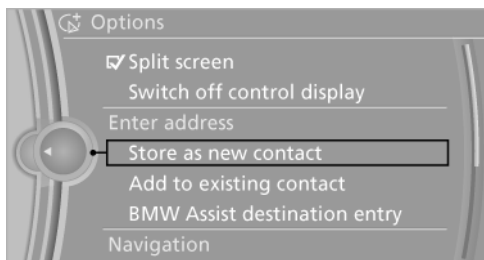 Options
Split screen
Switch off control display
Enter address
Store as new contact
Add to existing contact
BMW Assist destination entry
Navigation